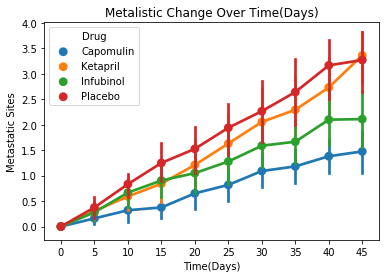 Metalistic Change Over Time(Days)
Metastatic Sites
4.0
3.5
3.0
2.5
2.0
1.5
1.0
0.5
0.0
Drug
Capomulin
Ketapril
Infubinol
Placebo
0 5 10 15 20 25 30 35 40 45
Time(Days)